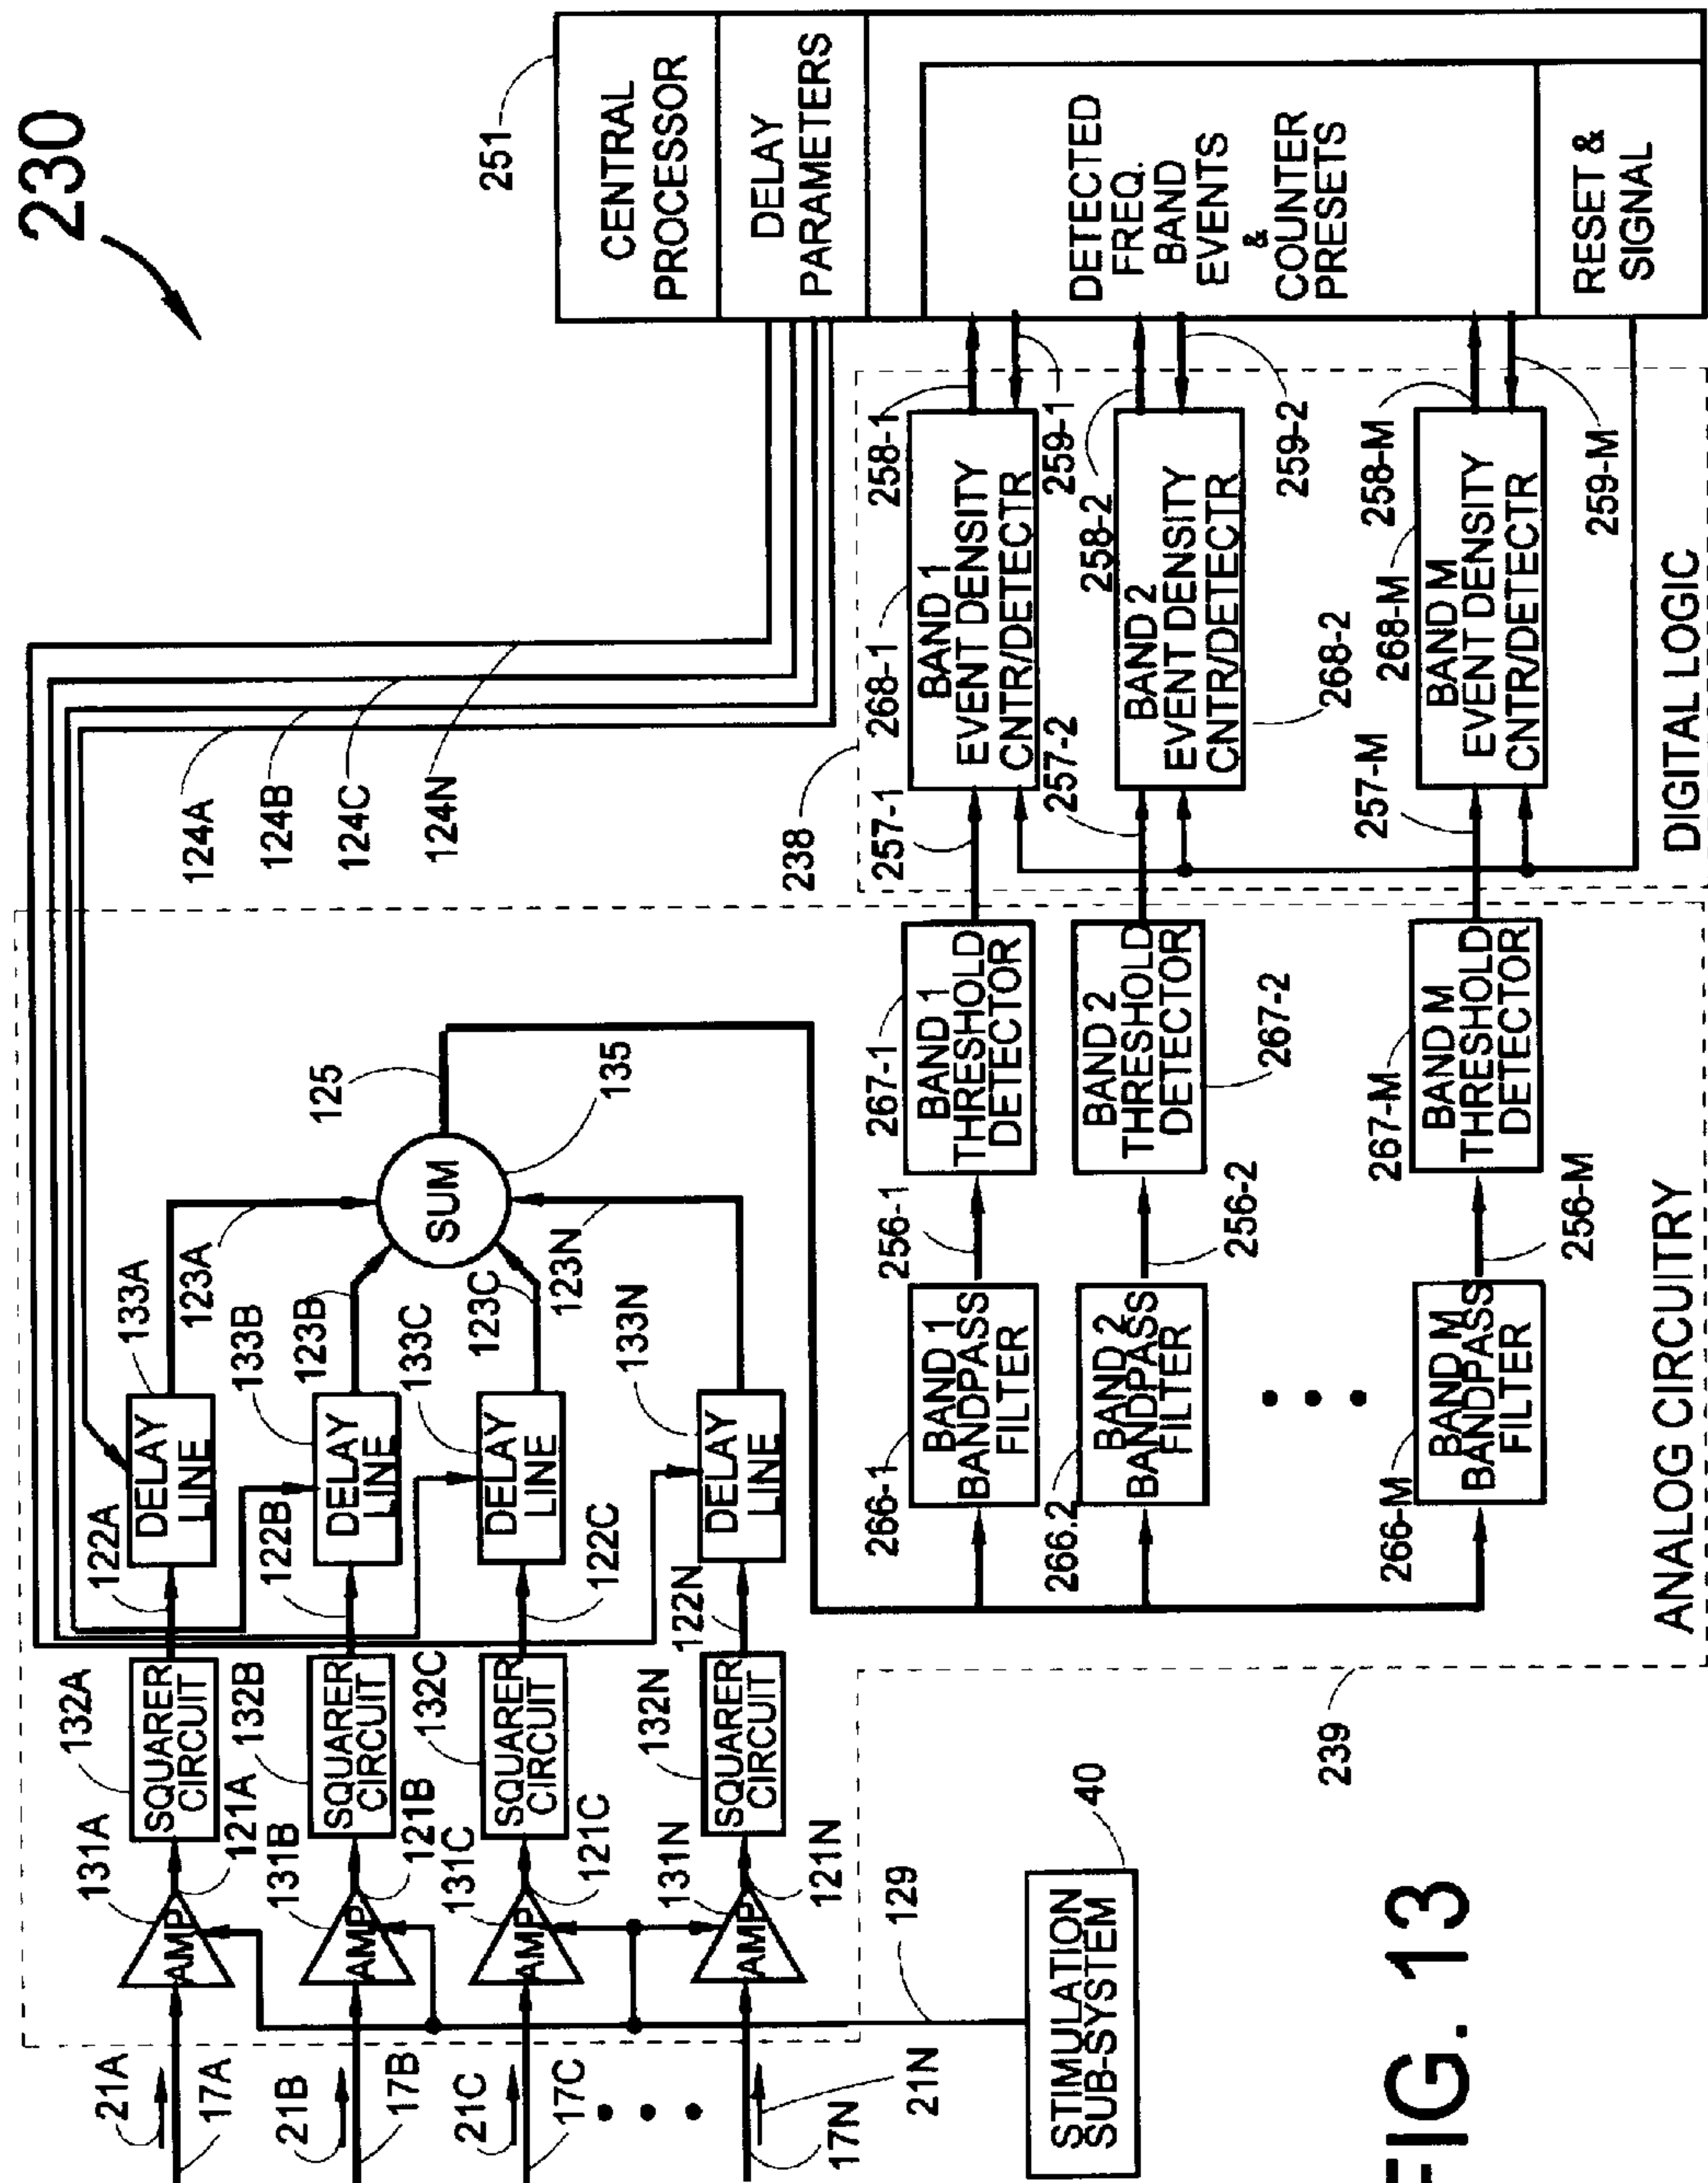 230
251
CENTRAL
PROCESSOR
DELAY
PARAMETERS
DETECTED
FREQ.
BAND
EVENTS
&
COUNTER
PRESETS
RESET &
SIGNAL
124A
124B
124C
124N
21A
17A
131A
AMP
121A
132A
SQUARER
CIRCUIT
122A
DELAY
LINE
133A
123A
21B
17B
131B
AMP
121B
132B
SQUARER
CIRCUIT
122B
DELAY
LINE
133B
123B
21C
17C
131C
AMP
121C
132C
SQUARER
CIRCUIT
122C
DELAY
LINE
133C
123C
21N
17N
131N
AMP
121N
132N
SQUARER
CIRCUIT
122N
DELAY
LINE
133N
123N
SUM
135
125
129
40
STIMULATION
SUB-SYSTEM
266-1
BAND 1
BANDPASS
FILTER
256-1
267-1
BAND 1
THRESHOLD
DETECTOR
257-1
268-1
BAND 1
EVENT DENSITY
CNTR/DETECTR
258-1
259-1
266.2
BAND 2
BANDPASS
FILTER
256-2
BAND 2
THRESHOLD
DETECTOR
267-2
257-2
BAND 2
EVENT DENSITY
CNTR/DETECTR
268-2
258-2
259-2
266-M
BAND M
BANDPASS
FILTER
256-M
267-M
BAND M
THRESHOLD
DETECTOR
257-M
268-M
BAND M
EVENT DENSITY
CNTR/DETECTR
258-M
259-M
238
239
ANALOG CIRCUITRY
DIGITAL LOGIC
FIG. 13